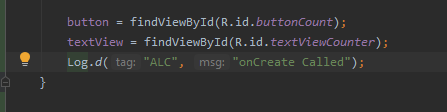 button = findViewById(R.id.buttonCount);
textView = findViewById(R.id.textViewCounter);
Log.d( tag: "ALC", msg: "onCreate Called");
}